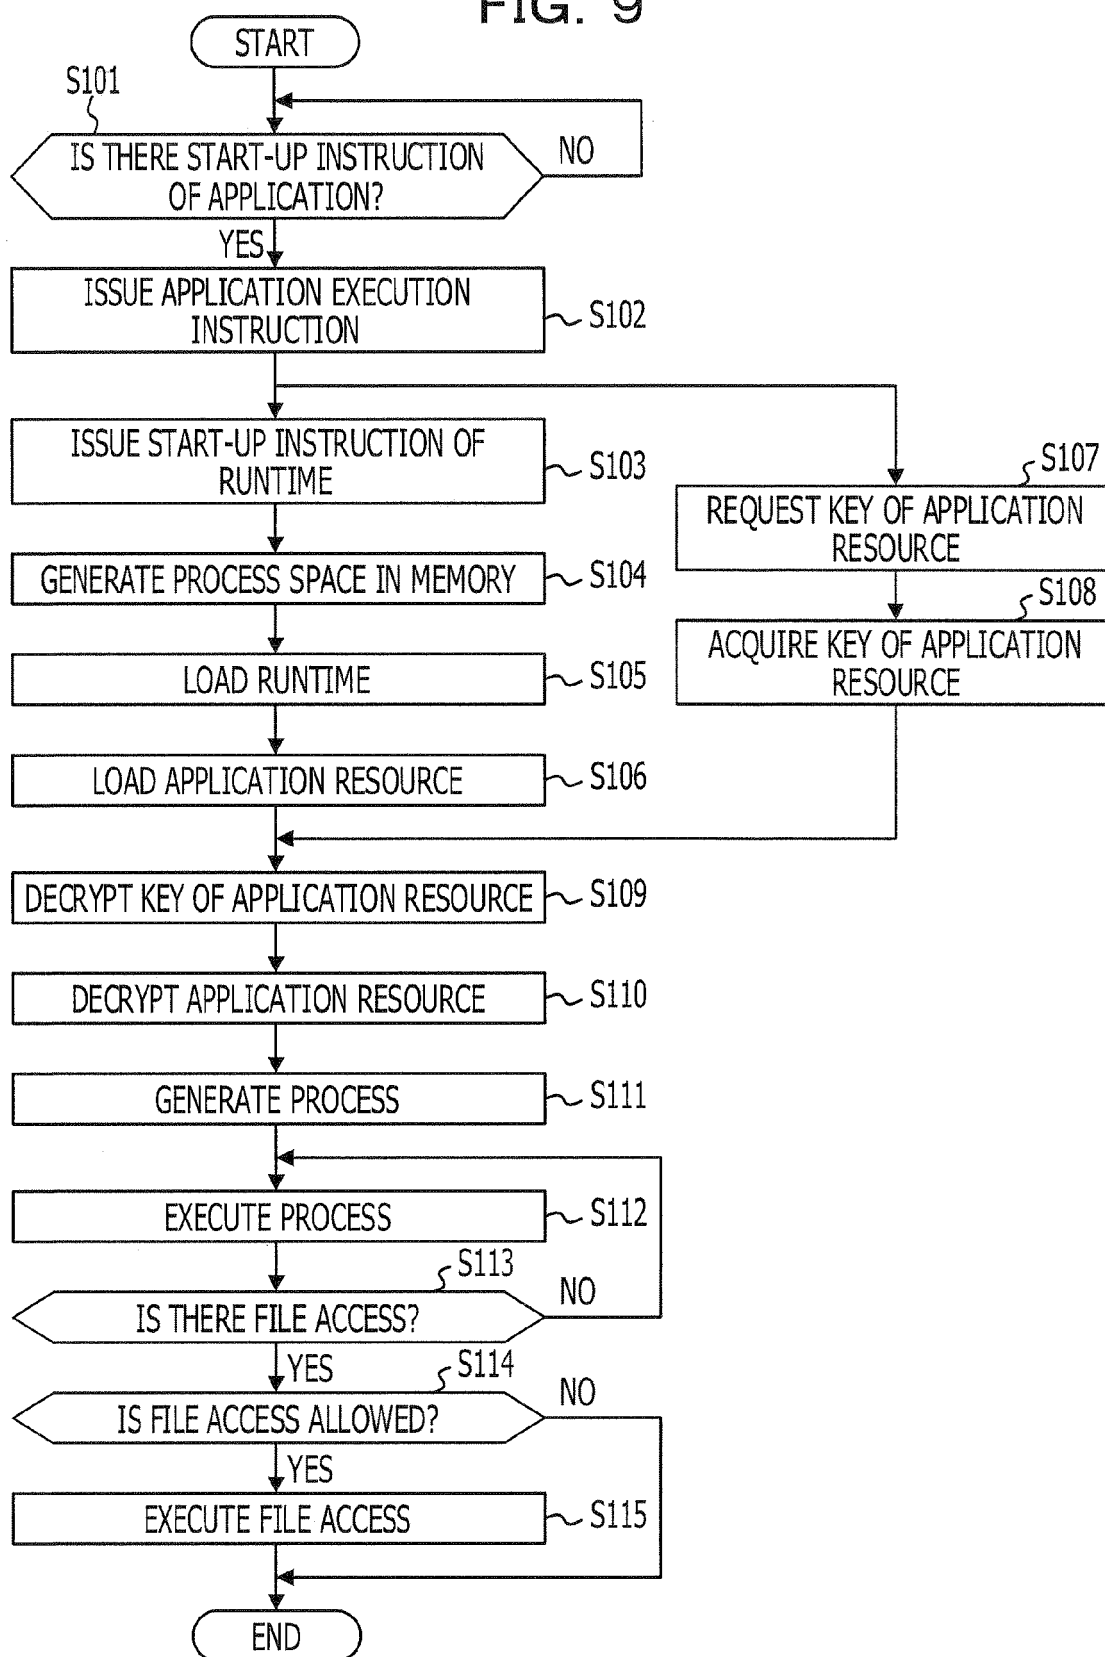 FIG. 9
START
S101
IS THERE START-UP INSTRUCTION
OF APPLICATION?
NO
YES
ISSUE APPLICATION EXECUTION
INSTRUCTION
S102
ISSUE START-UP INSTRUCTION OF
RUNTIME
S103
GENERATE PROCESS SPACE IN MEMORY
S104
LOAD RUNTIME
S105
LOAD APPLICATION RESOURCE
S106
S107
REQUEST KEY OF APPLICATION
RESOURCE
S108
ACQUIRE KEY OF APPLICATION
RESOURCE
DECRYPT KEY OF APPLICATION RESOURCE
S109
DECRYPT APPLICATION RESOURCE
S110
GENERATE PROCESS
S111
EXECUTE PROCESS
S112
S113
IS THERE FILE ACCESS?
NO
YES
S114
IS FILE ACCESS ALLOWED?
NO
YES
EXECUTE FILE ACCESS
S115
END